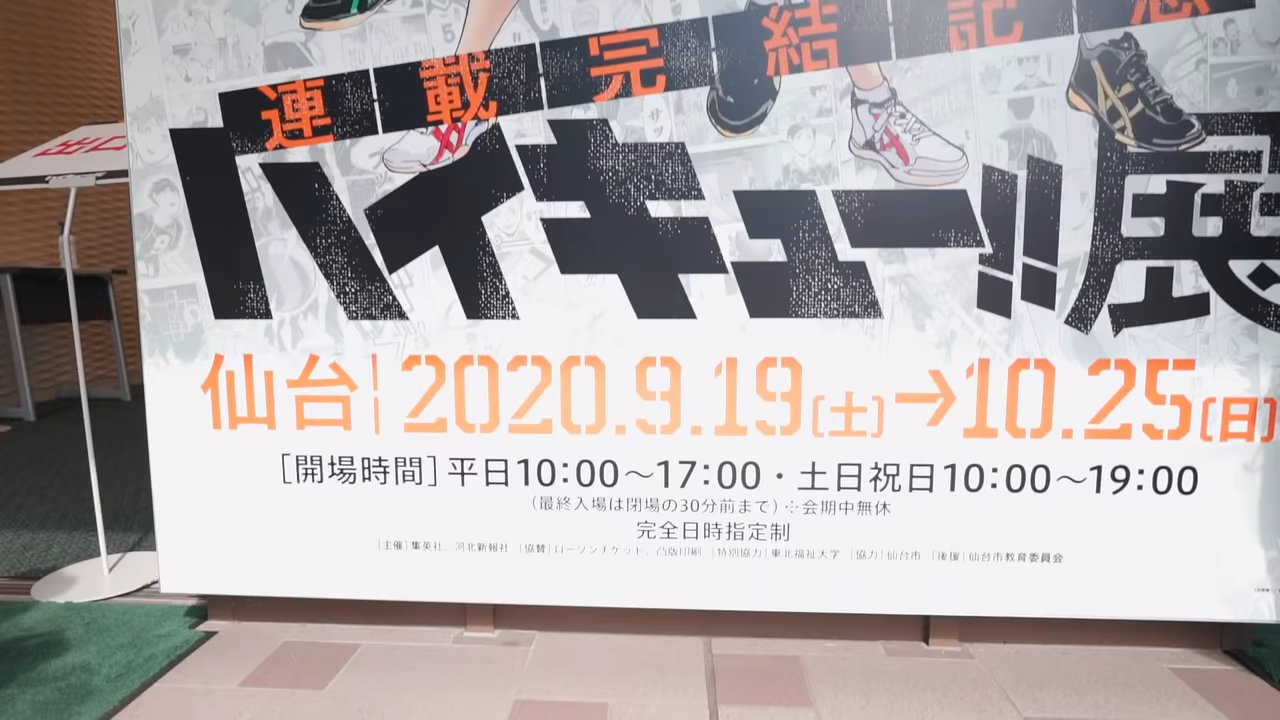 連載完結記念
ハイキュー!!展
出口
仙台|2020.9.19(土)→10.25(日)
[開場時間]平日10:00〜17:00・土日祝日10:00〜19:00
(最終入場は閉場の30分前まで)※会期中無休
完全日時指定制
[主催]集英社、河北新報社 [協賛]ローソンチケット、凸版印刷 [特別協力]東北福祉大学 [協力]仙台市 [後援]仙台市教育委員会